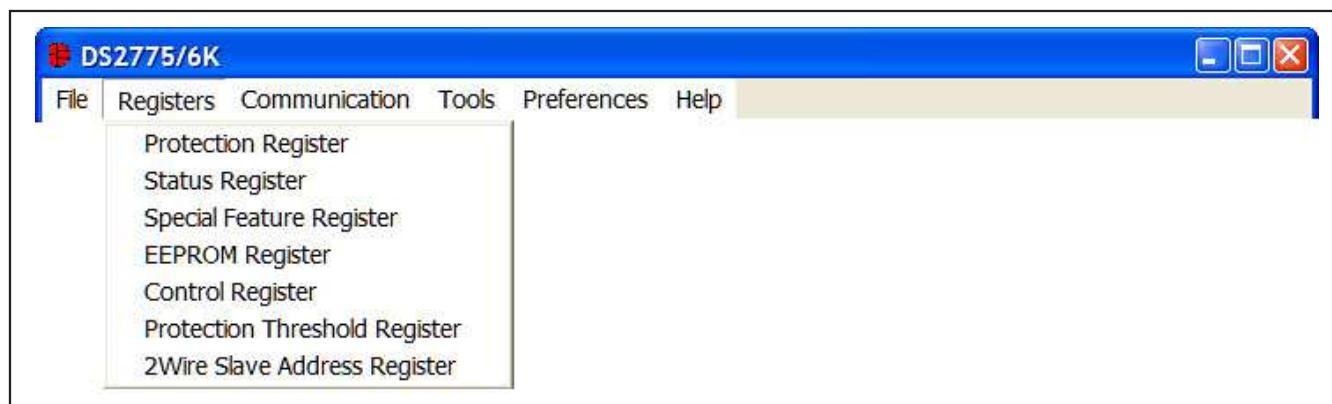 DS2775/6K
File Registers Communication Tools Preferences Help
Protection Register
Status Register
Special Feature Register
EEPROM Register
Control Register
Protection Threshold Register
2Wire Slave Address Register